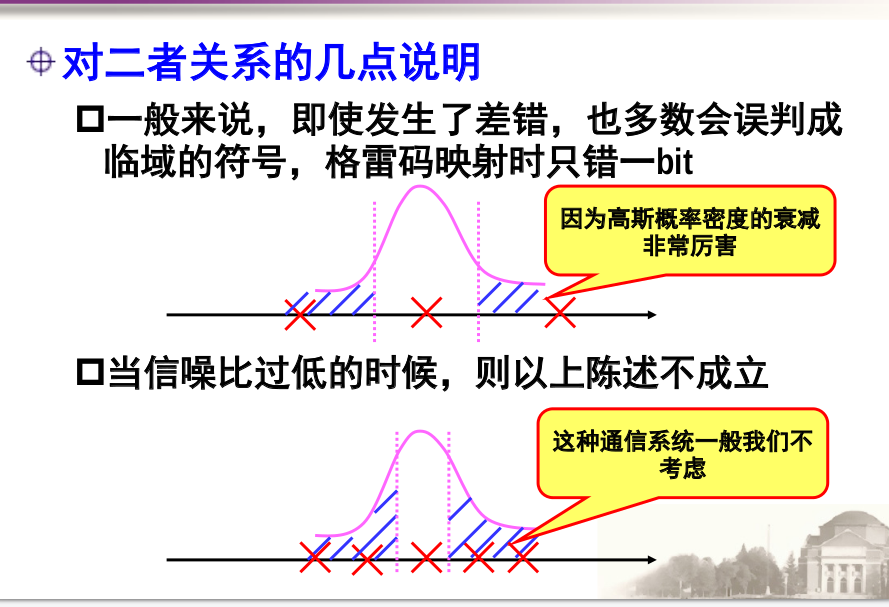 对二者关系的几点说明
一般来说，即使发生了差错，也多数会误判成
临域的符号，格雷码映射时只错一bit
因为高斯概率密度的衰减
非常厉害
当信噪比过低的时候，则以上陈述不成立
这种通信系统一般我们不
考虑